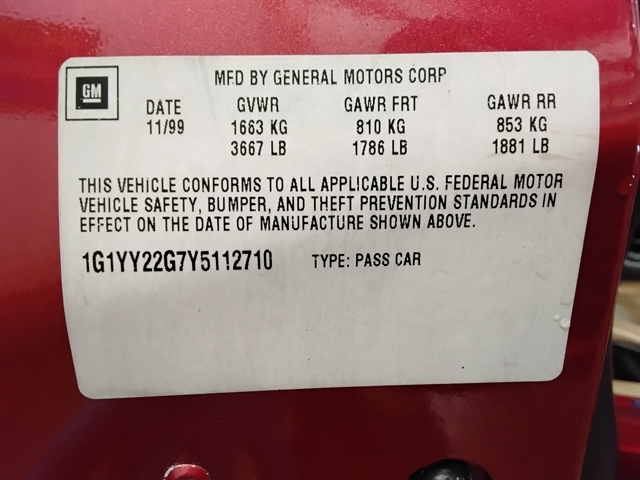 MFD BY GENERAL MOTORS CORP
GM
DATE GVWR GAWR FRT GAWR RR
11/99 1663 KG 810 KG 853 KG
3667 LB 1786 LB 1881 LB
THIS VEHICLE CONFORMS TO ALL APPLICABLE U.S. FEDERAL MOTOR
VEHICLE SAFETY, BUMPER, AND THEFT PREVENTION STANDARDS IN
EFFECT ON THE DATE OF MANUFACTURE SHOWN ABOVE.
1G1YY22G7Y5112710 TYPE: PASS CAR